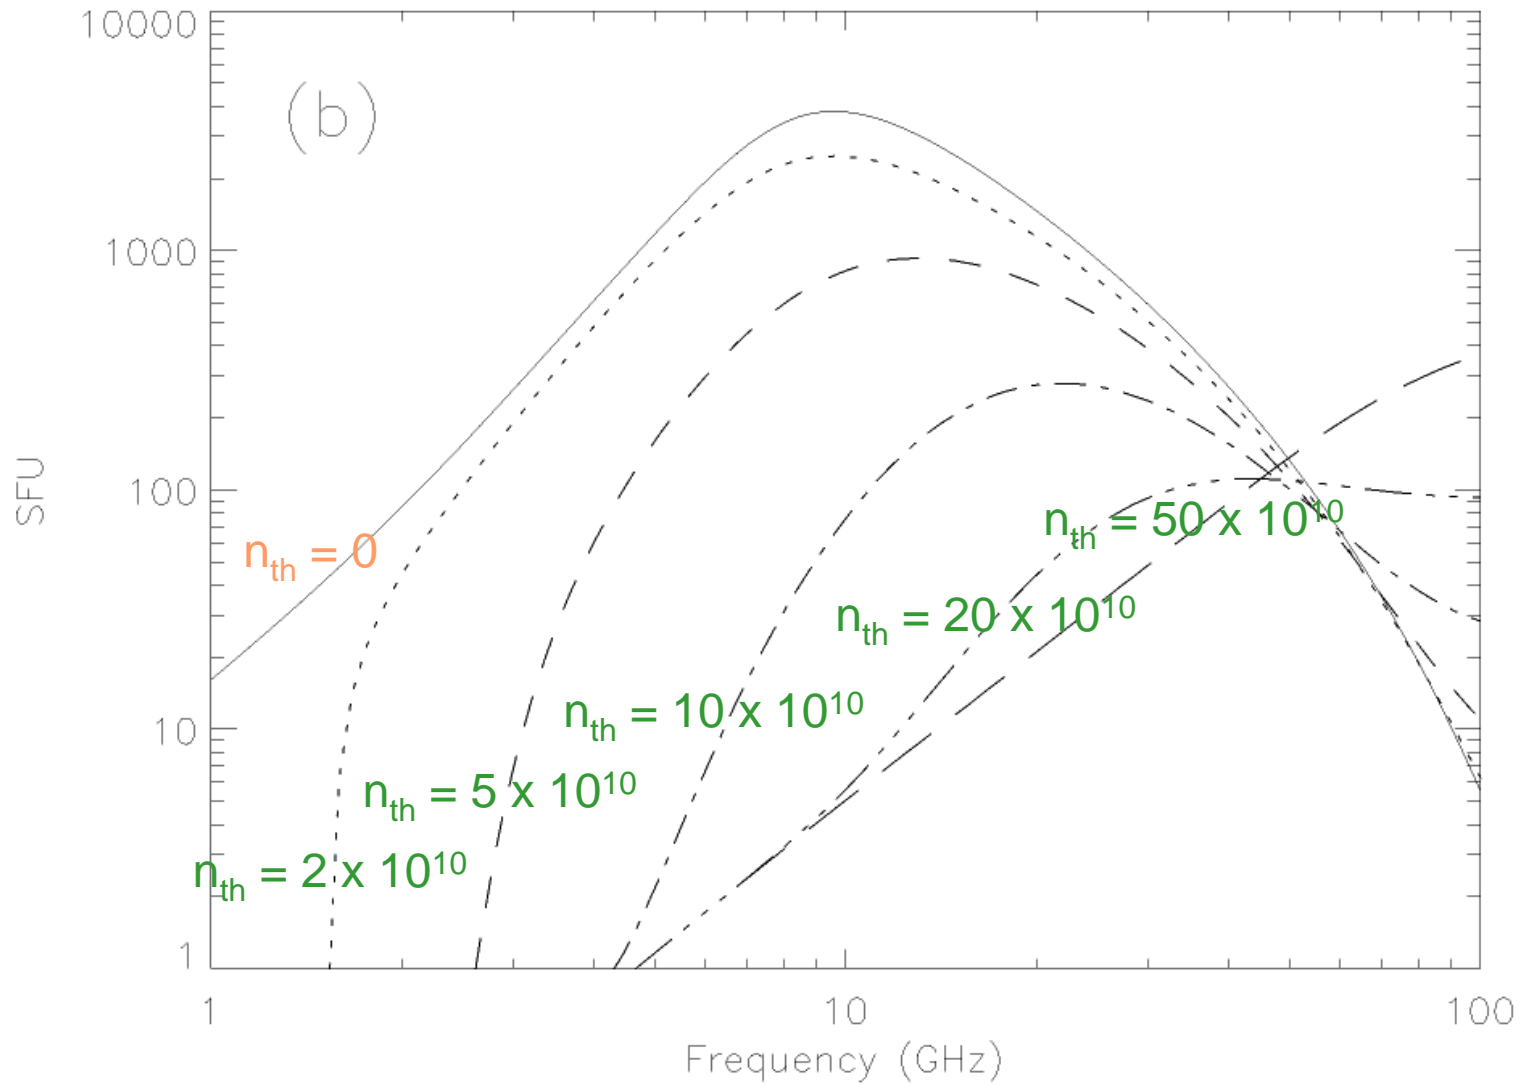 10000
(b)
1000
SFU
100
n_th = 50 x 10^10
n_th = 0
n_th = 20 x 10^10
n_th = 10 x 10^10
10
n_th = 5 x 10^10
n_th = 2 x 10^10
1
1 10 100
Frequency (GHz)